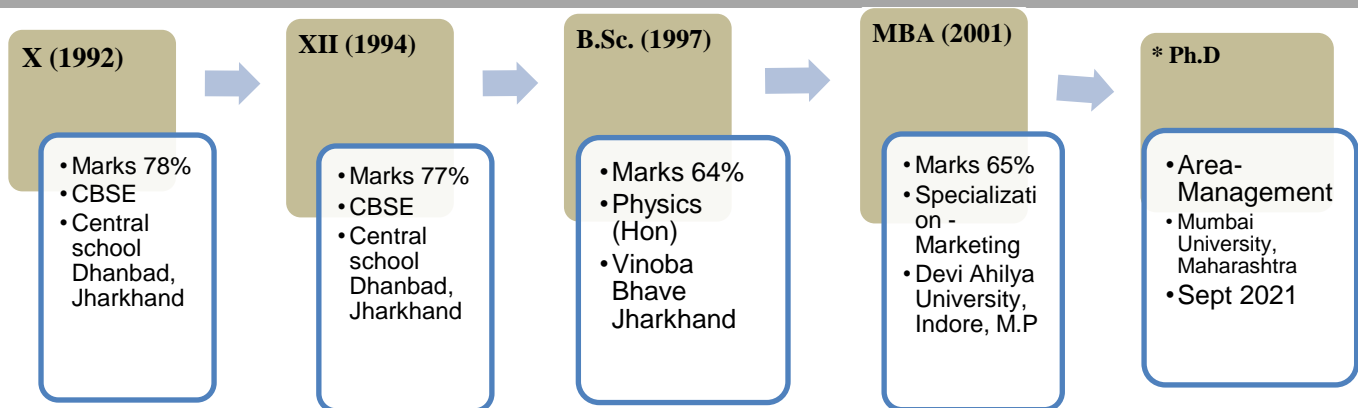 X (1992)
• Marks 78%
• CBSE
• Central
school
Dhanbad,
Jharkhand
XII (1994)
• Marks 77%
• CBSE
• Central
school
Dhanbad,
Jharkhand
B.Sc. (1997)
• Marks 64%
• Physics
(Hon)
• Vinoba
Bhave
Jharkhand
MBA (2001)
• Marks 65%
• Specializati
on -
Marketing
• Devi Ahilya
University,
Indore, M.P
* Ph.D
• Area-
Management
• Mumbai
University,
Maharashtra
• Sept 2021